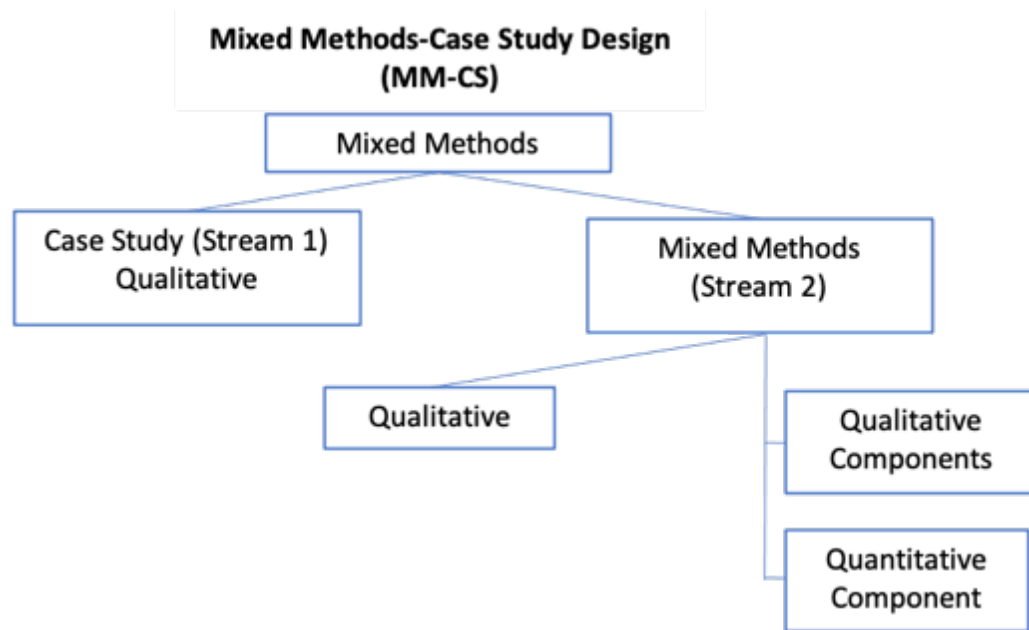 Mixed Methods-Case Study Design
(MM-CS)
Mixed Methods
Case Study (Stream 1)
Qualitative
Mixed Methods
(Stream 2)
Qualitative
Qualitative
Components
Quantitative
Component